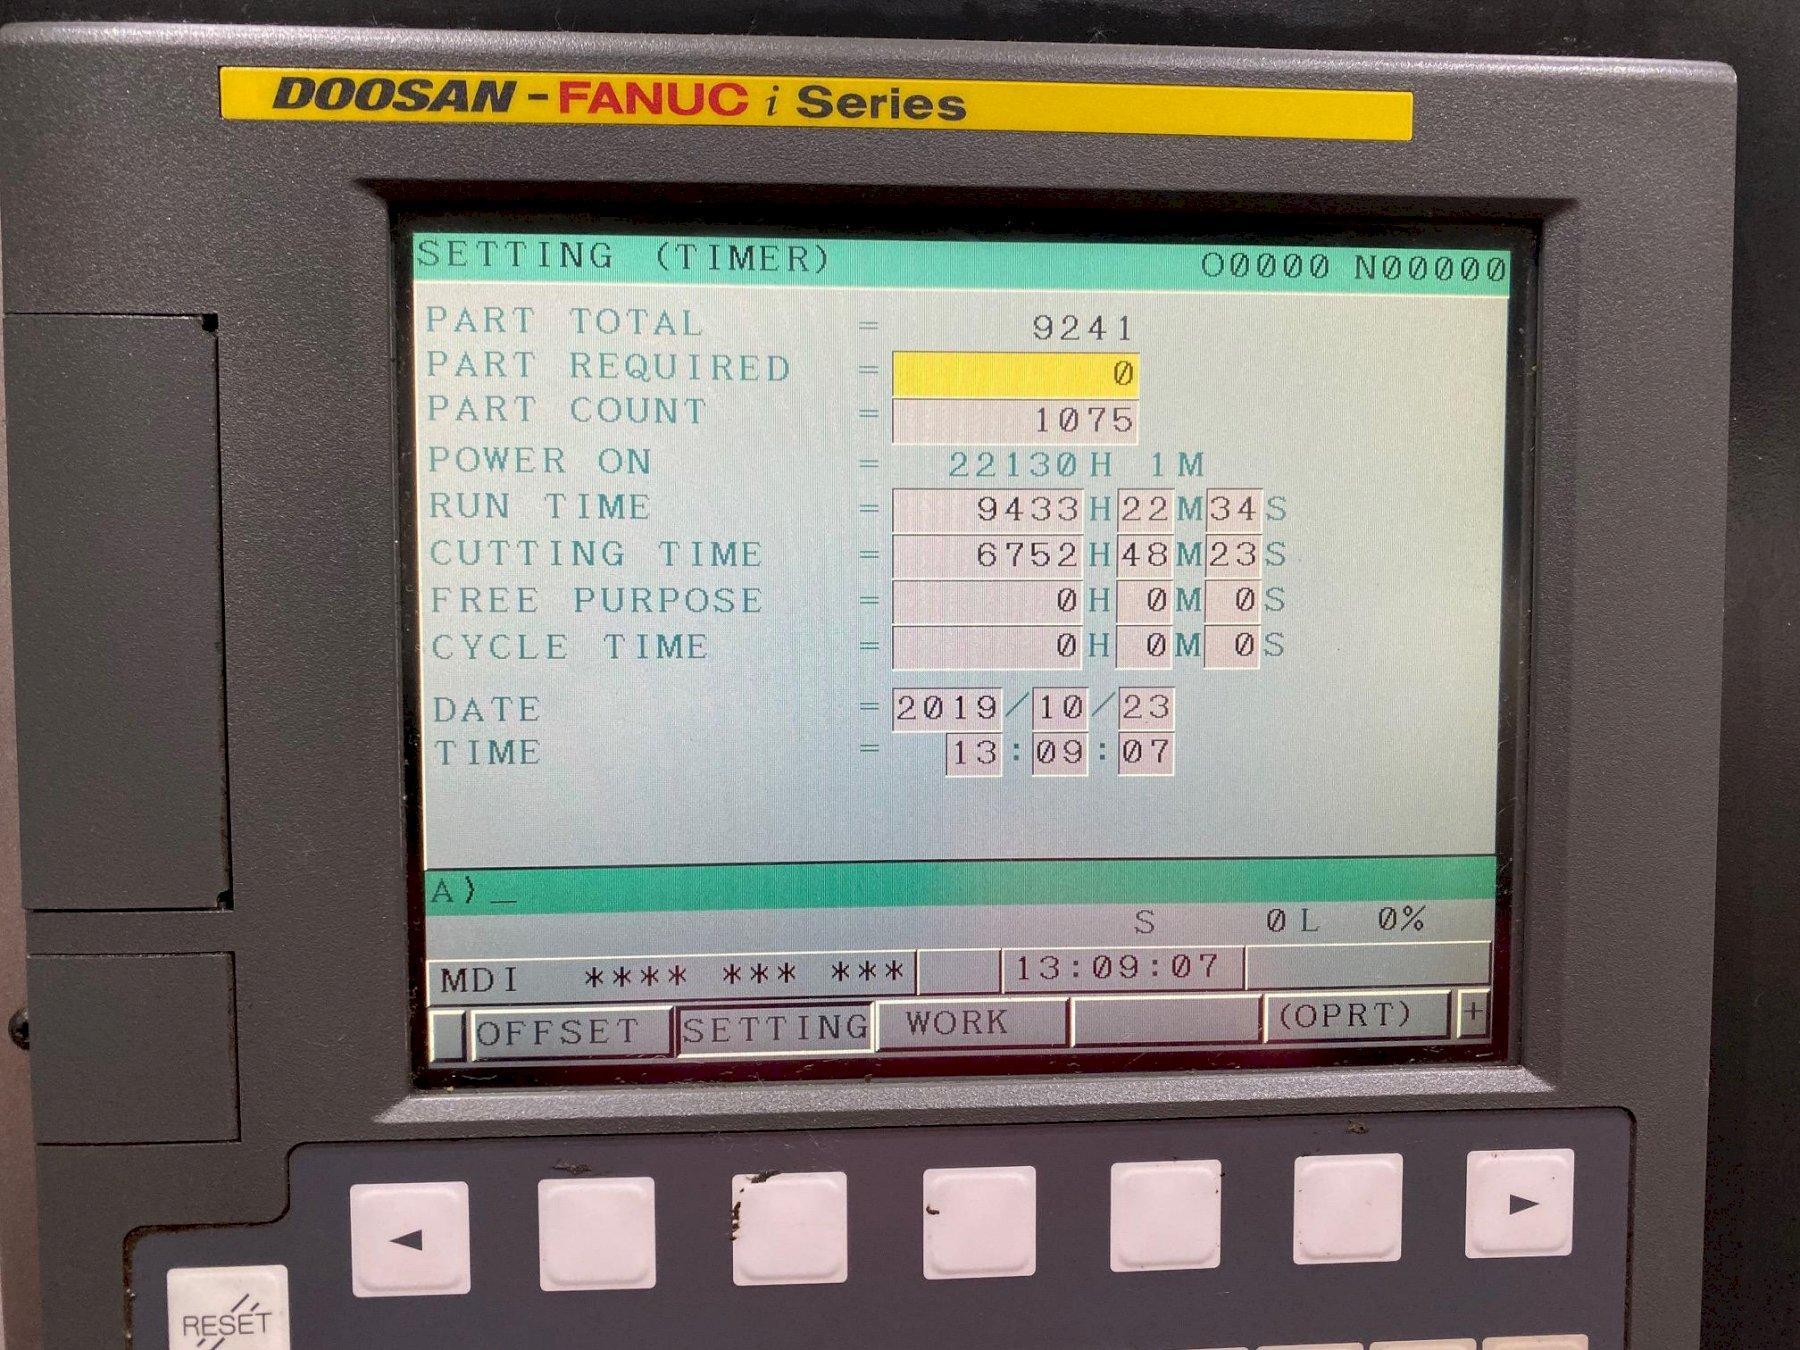 DOOSAN-FANUC i Series
SETTING (TIMER) O0000 N00000
PART TOTAL = 9241
PART REQUIRED = 0
PART COUNT = 1075
POWER ON = 22130H 1M
RUN TIME = 9433H22M34S
CUTTING TIME = 6752H48M23S
FREE PURPOSE = 0H 0M 0S
CYCLE TIME = 0H 0M 0S
DATE = 2019/10/23
TIME = 13:09:07
A)_
S 0L 0%
MDI **** *** *** 13:09:07
OFFSET SETTING WORK (OPRT) +
RESET